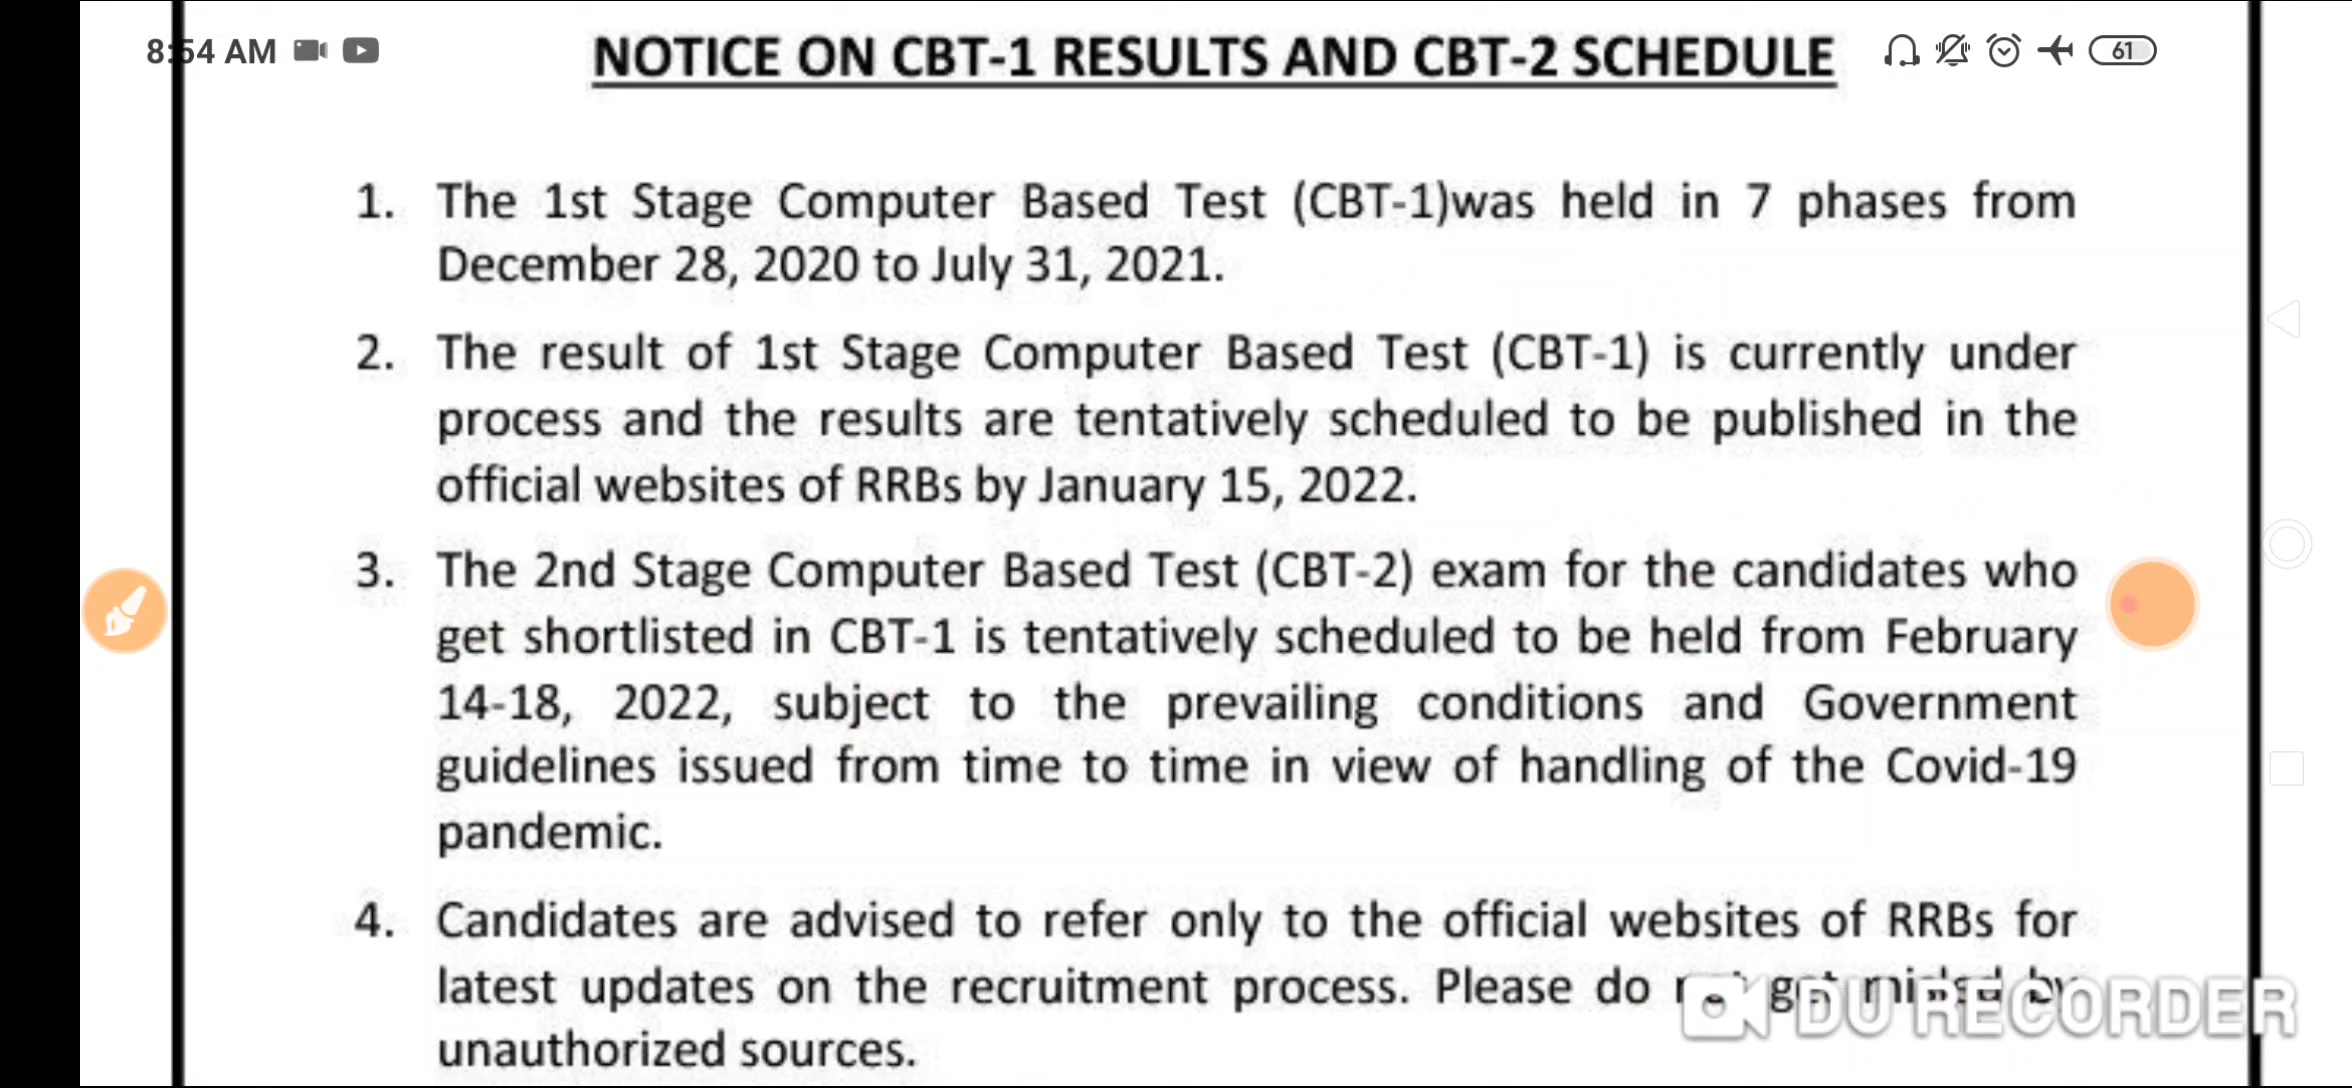 8:54 AM
61
NOTICE ON CBT-1 RESULTS AND CBT-2 SCHEDULE
1. The 1st Stage Computer Based Test (CBT-1)was held in 7 phases from
December 28, 2020 to July 31, 2021.
2. The result of 1st Stage Computer Based Test (CBT-1) is currently under
process and the results are tentatively scheduled to be published in the
official websites of RRBs by January 15, 2022.
3. The 2nd Stage Computer Based Test (CBT-2) exam for the candidates who
get shortlisted in CBT-1 is tentatively scheduled to be held from February
14-18, 2022, subject to the prevailing conditions and Government
guidelines issued from time to time in view of handling of the Covid-19
pandemic.
4. Candidates are advised to refer only to the official websites of RRBs for
latest updates on the recruitment process. Please do get by
unauthorized sources.
DU RECORDER